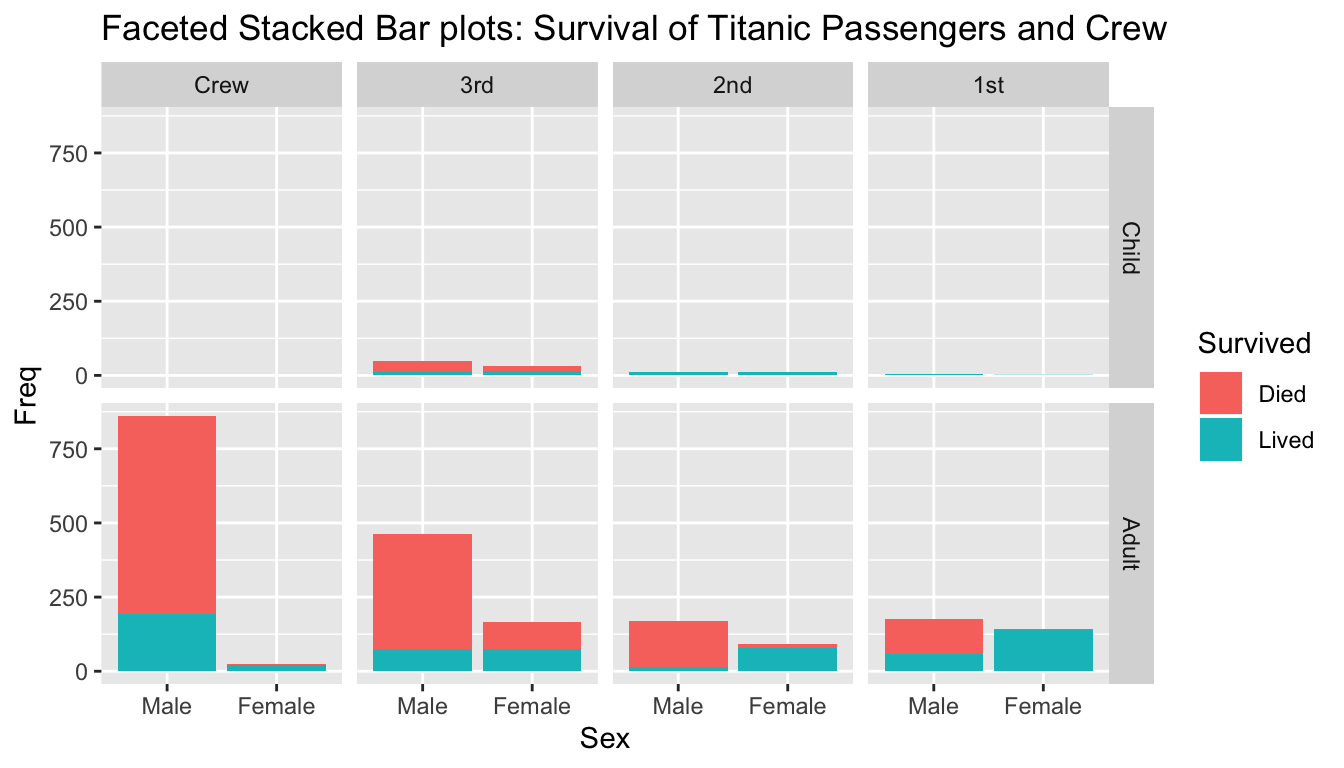 Faceted Stacked Bar plots: Survival of Titanic Passengers and Crew
Crew 3rd 2nd 1st
750
500
250
0
Child
Freq
750
500
250
0
Adult
Male Female Male Female Male Female Male Female
Sex
Survived
Died
Lived